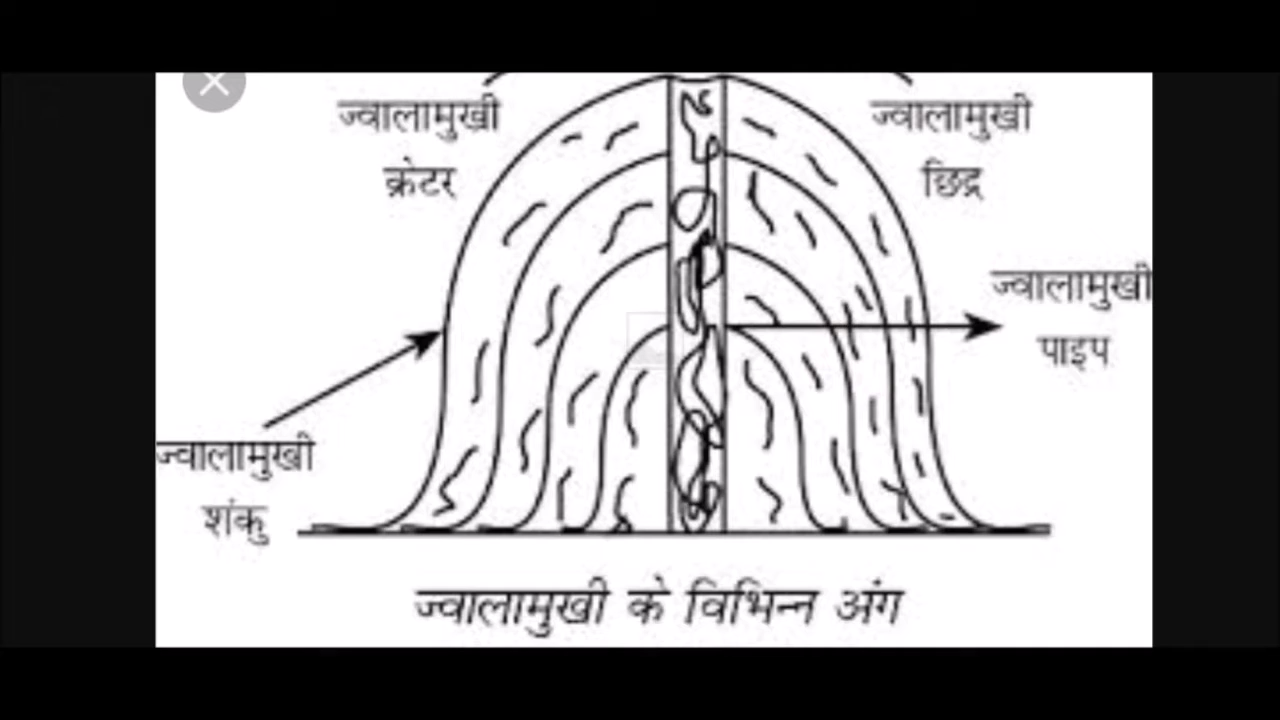 ज्वालामुखी
क्रेटर
ज्वालामुखी
छिद्र
ज्वालामुखी
पाइप
ज्वालामुखी
शंकु
ज्वालामुखी के विभिन्न अंग